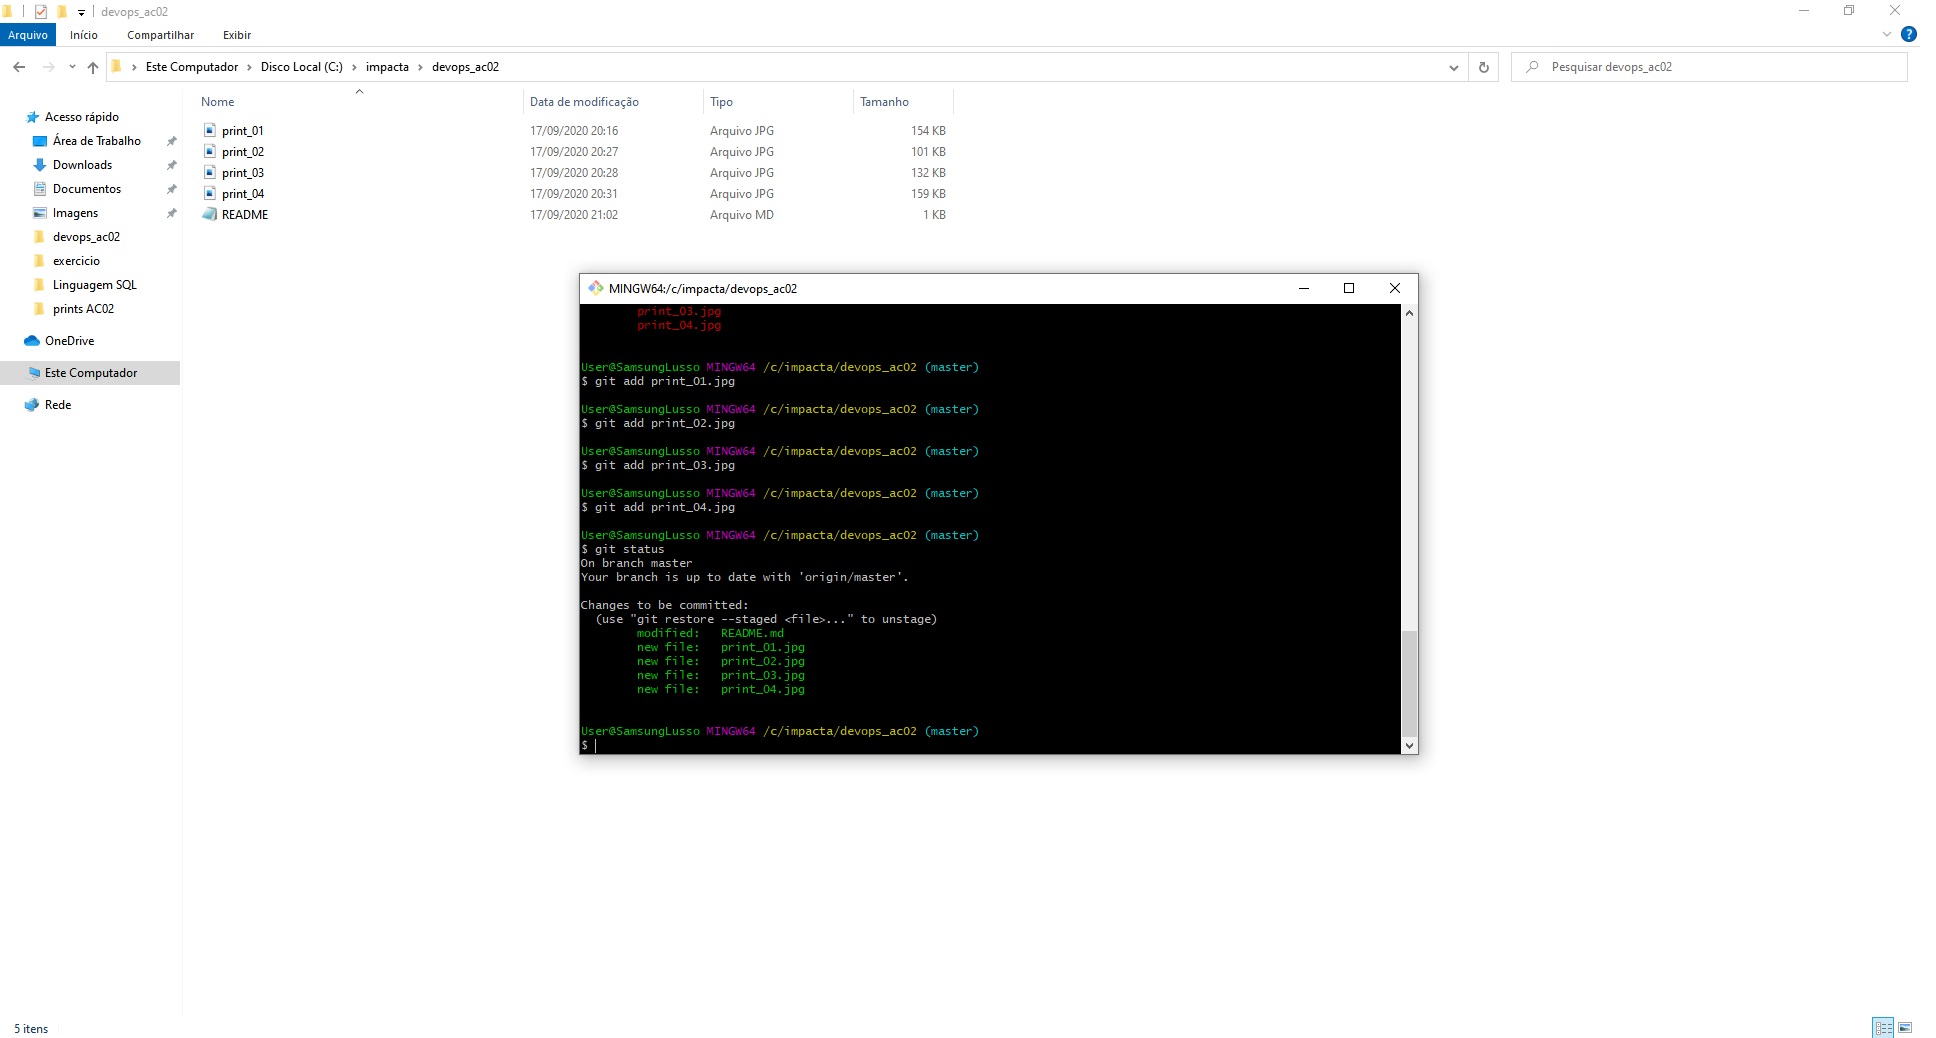 devops_ac02
Arquivo Início Compartilhar Exibir
Este Computador Disco Local (C:) impacta devops_ac02
Pesquisar devops_ac02
Acesso rápido
Área de Trabalho
Downloads
Documentos
Imagens
devops_ac02
exercicio
Linguagem SQL
prints AC02
OneDrive
Este Computador
Rede
Nome Data de modificação Tipo Tamanho
print_01 17/09/2020 20:16 Arquivo JPG 154 KB
print_02 17/09/2020 20:27 Arquivo JPG 101 KB
print_03 17/09/2020 20:28 Arquivo JPG 132 KB
print_04 17/09/2020 20:31 Arquivo JPG 159 KB
README 17/09/2020 21:02 Arquivo MD 1 KB
MINGW64:/c/impacta/devops_ac02
print_03.jpg
print_04.jpg
User@SamsungLusso MINGW64 /c/impacta/devops_ac02 (master)
$ git add print_01.jpg
User@SamsungLusso MINGW64 /c/impacta/devops_ac02 (master)
$ git add print_02.jpg
User@SamsungLusso MINGW64 /c/impacta/devops_ac02 (master)
$ git add print_03.jpg
User@SamsungLusso MINGW64 /c/impacta/devops_ac02 (master)
$ git add print_04.jpg
User@SamsungLusso MINGW64 /c/impacta/devops_ac02 (master)
$ git status
On branch master
Your branch is up to date with 'origin/master'.
Changes to be committed:
(use "git restore --staged <file>..." to unstage)
modified: README.md
new file: print_01.jpg
new file: print_02.jpg
new file: print_03.jpg
new file: print_04.jpg
User@SamsungLusso MINGW64 /c/impacta/devops_ac02 (master)
$
5 itens